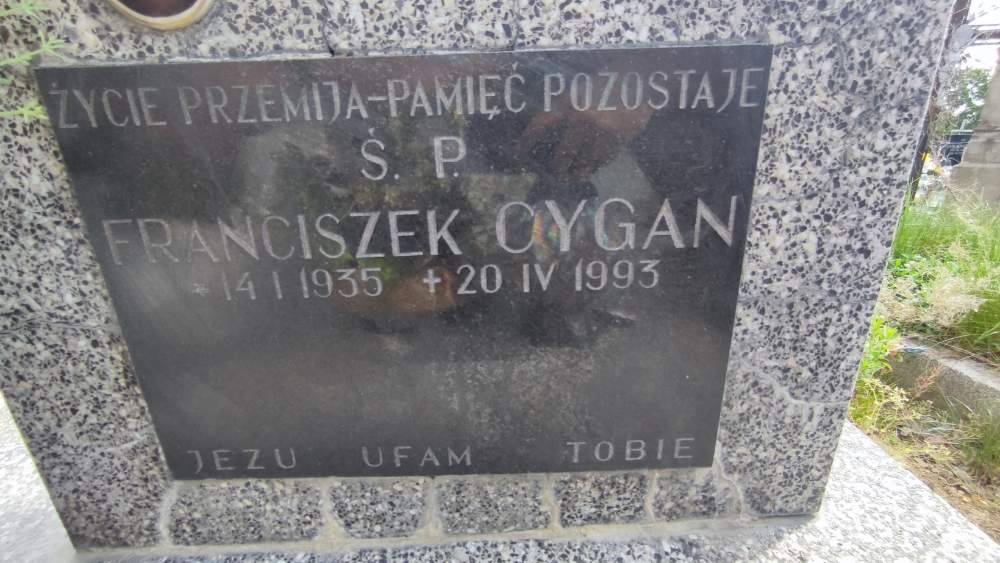 ŻYCIE PRZEMIJA-PAMIĘĆ POZOSTAJE
Ś. P.
FRANCISZEK CYGAN
* 14 I 1935 + 20 IV 1993
JEZU UFAM TOBIE